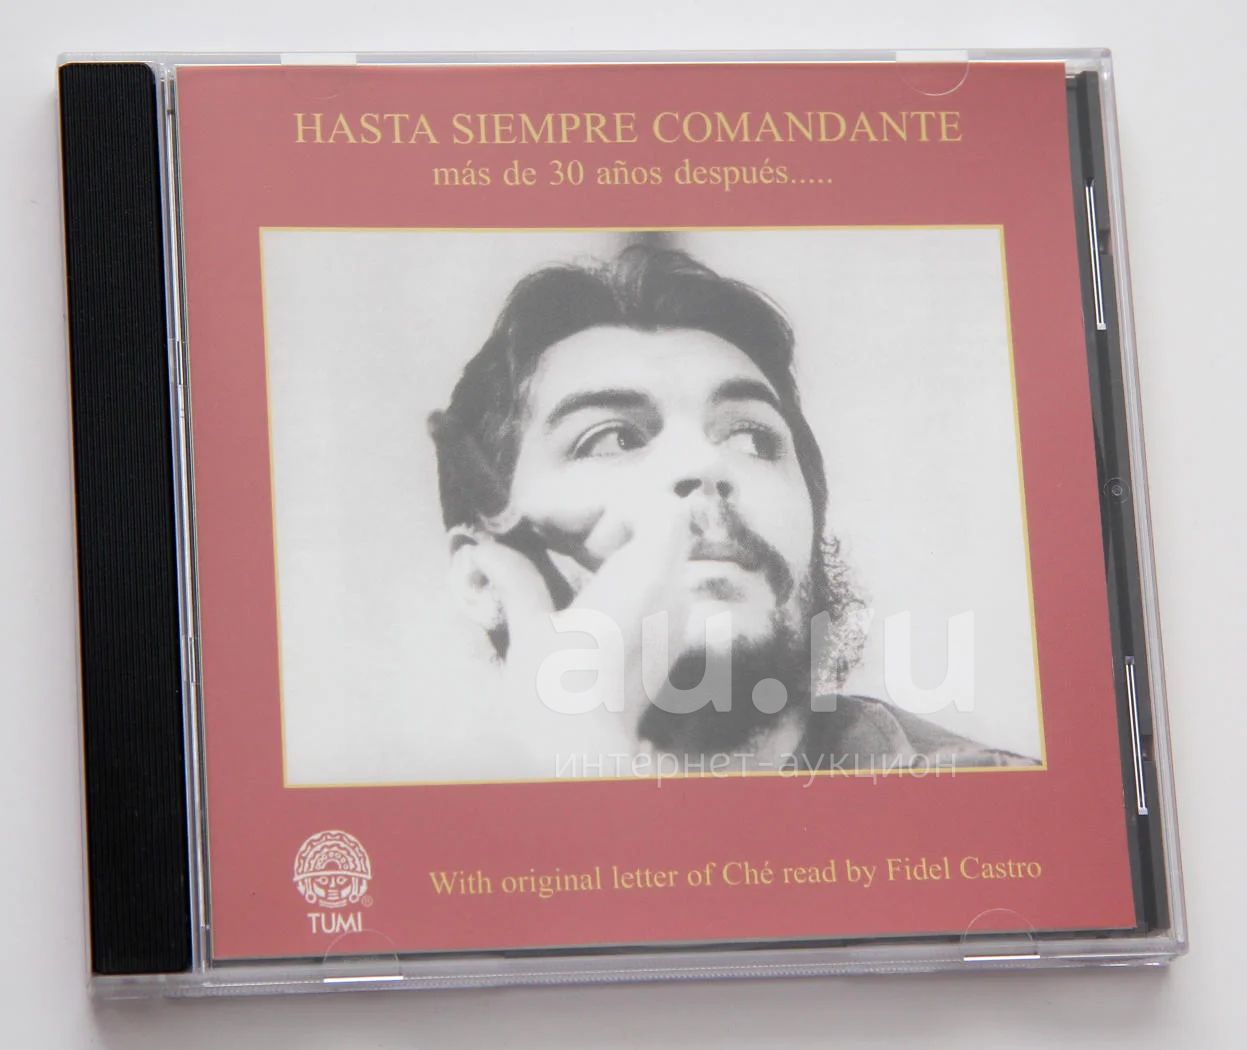 HASTA SIEMPRE COMANDANTE
más de 30 años después.....
au.ru
интернет-аукцион
With original letter of Ché read by Fidel Castro
®
TUMI